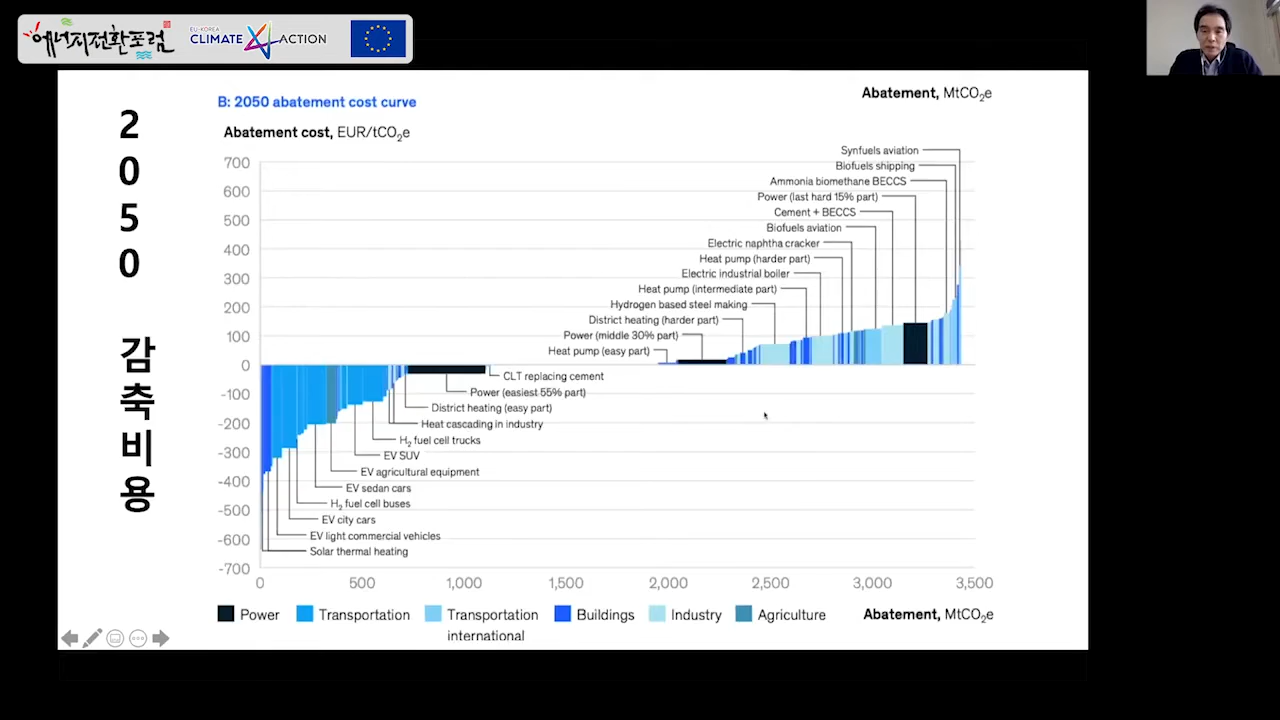 에너지전환포럼
EU-KOREA
CLIMATE ACTION
2050 감축비용
B: 2050 abatement cost curve
Abatement, MtCO₂e
Abatement cost, EUR/tCO₂e
700
600
500
400
300
200
100
0
-100
-200
-300
-400
-500
-600
-700
Synfuels aviation
Biofuels shipping
Ammonia biomethane BECCS
Power (last hard 15% part)
Cement + BECCS
Biofuels aviation
Electric naphtha cracker
Heat pump (harder part)
Electric industrial boiler
Heat pump (intermediate part)
Hydrogen based steel making
District heating (harder part)
Power (middle 30% part)
Heat pump (easy part)
CLT replacing cement
Power (easiest 55% part)
District heating (easy part)
Heat cascading in industry
H₂ fuel cell trucks
EV SUV
EV agricultural equipment
EV sedan cars
H₂ fuel cell buses
EV city cars
EV light commercial vehicles
Solar thermal heating
0 500 1,000 1,500 2,000 2,500 3,000 3,500
Power Transportation Transportation international Buildings Industry Agriculture Abatement, MtCO₂e